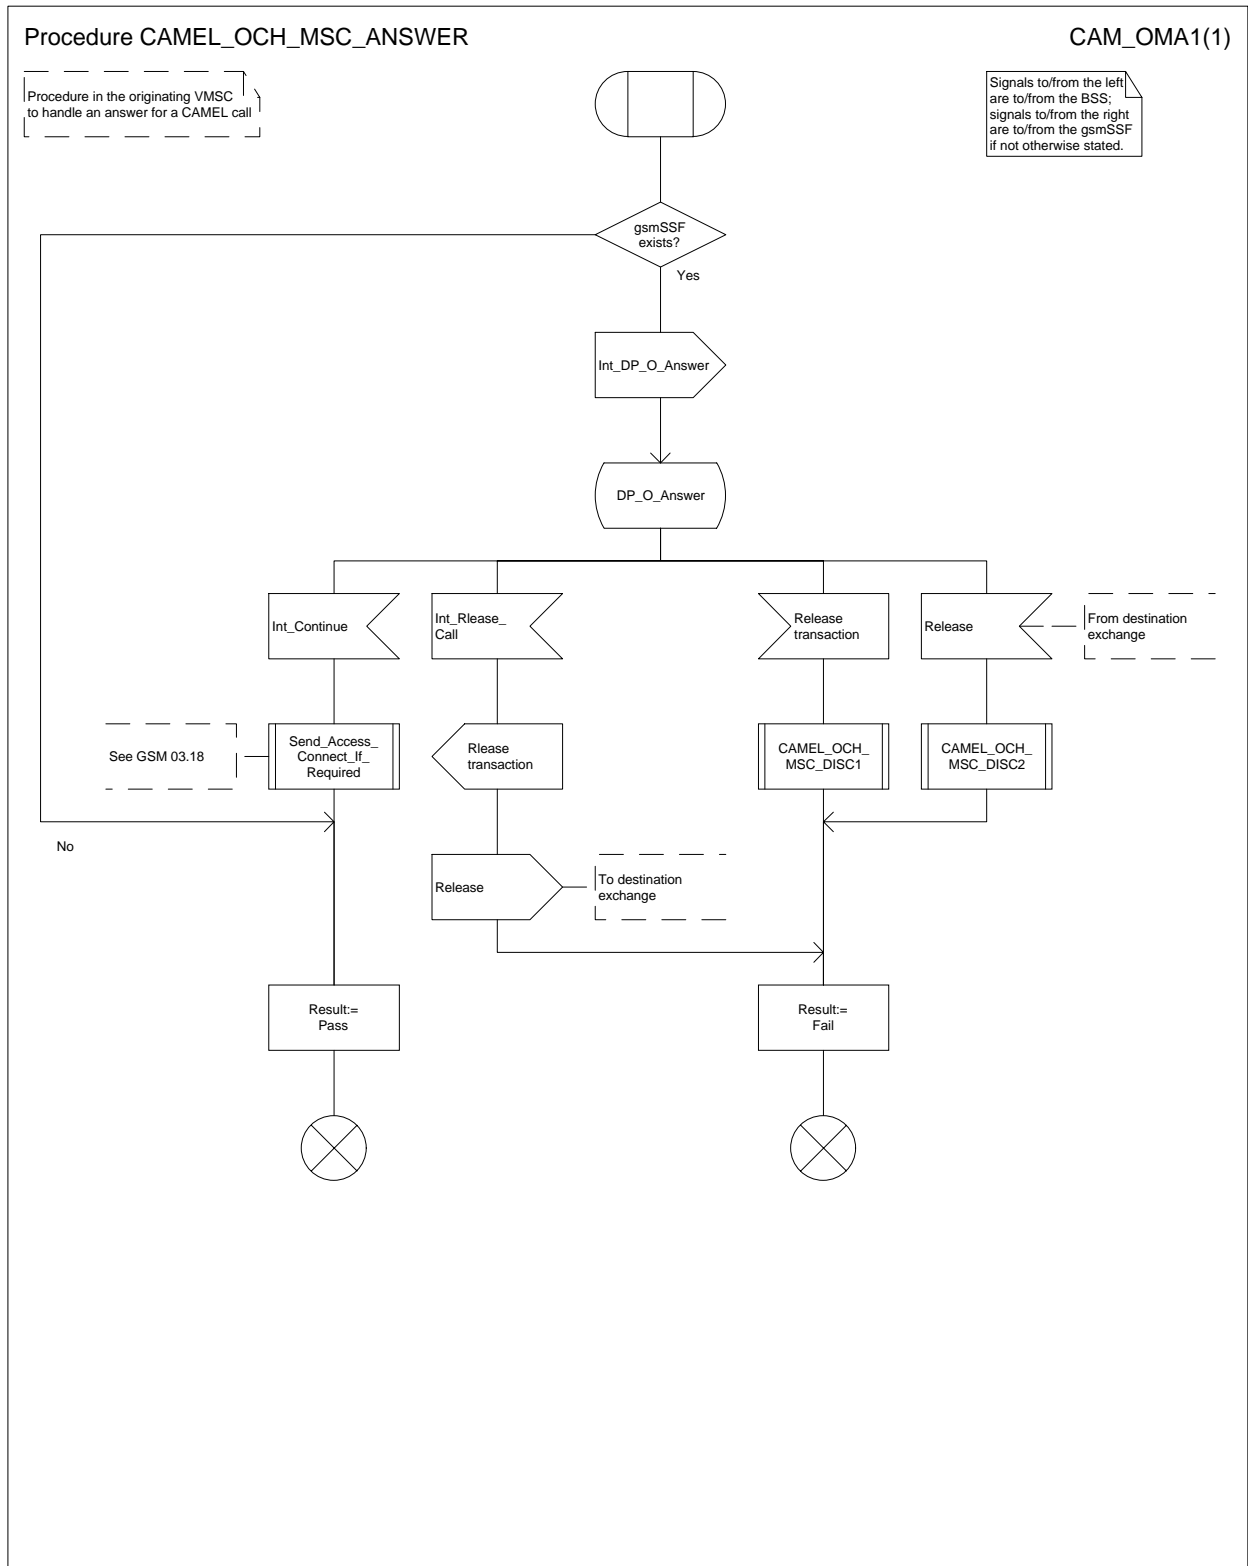 Procedure CAMEL_OCH_MSC_ANSWER
CAM_OMA1(1)
Procedure in the originating VMSC
to handle an answer for a CAMEL call
Signals to/from the left
are to/from the BSS;
signals to/from the right
are to/from the gsmSSF
if not otherwise stated.
gsmSSF
exists?
Yes
Int_DP_O_Answer
DP_O_Answer
Int_Continue
Int_Rlease_
Call
Release
transaction
Release
From destination
exchange
See GSM 03.18
Send_Access_
Connect_If_
Required
Rlease
transaction
CAMEL_OCH_
MSC_DISC1
CAMEL_OCH_
MSC_DISC2
No
Release
To destination
exchange
Result:=
Pass
Result:=
Fail